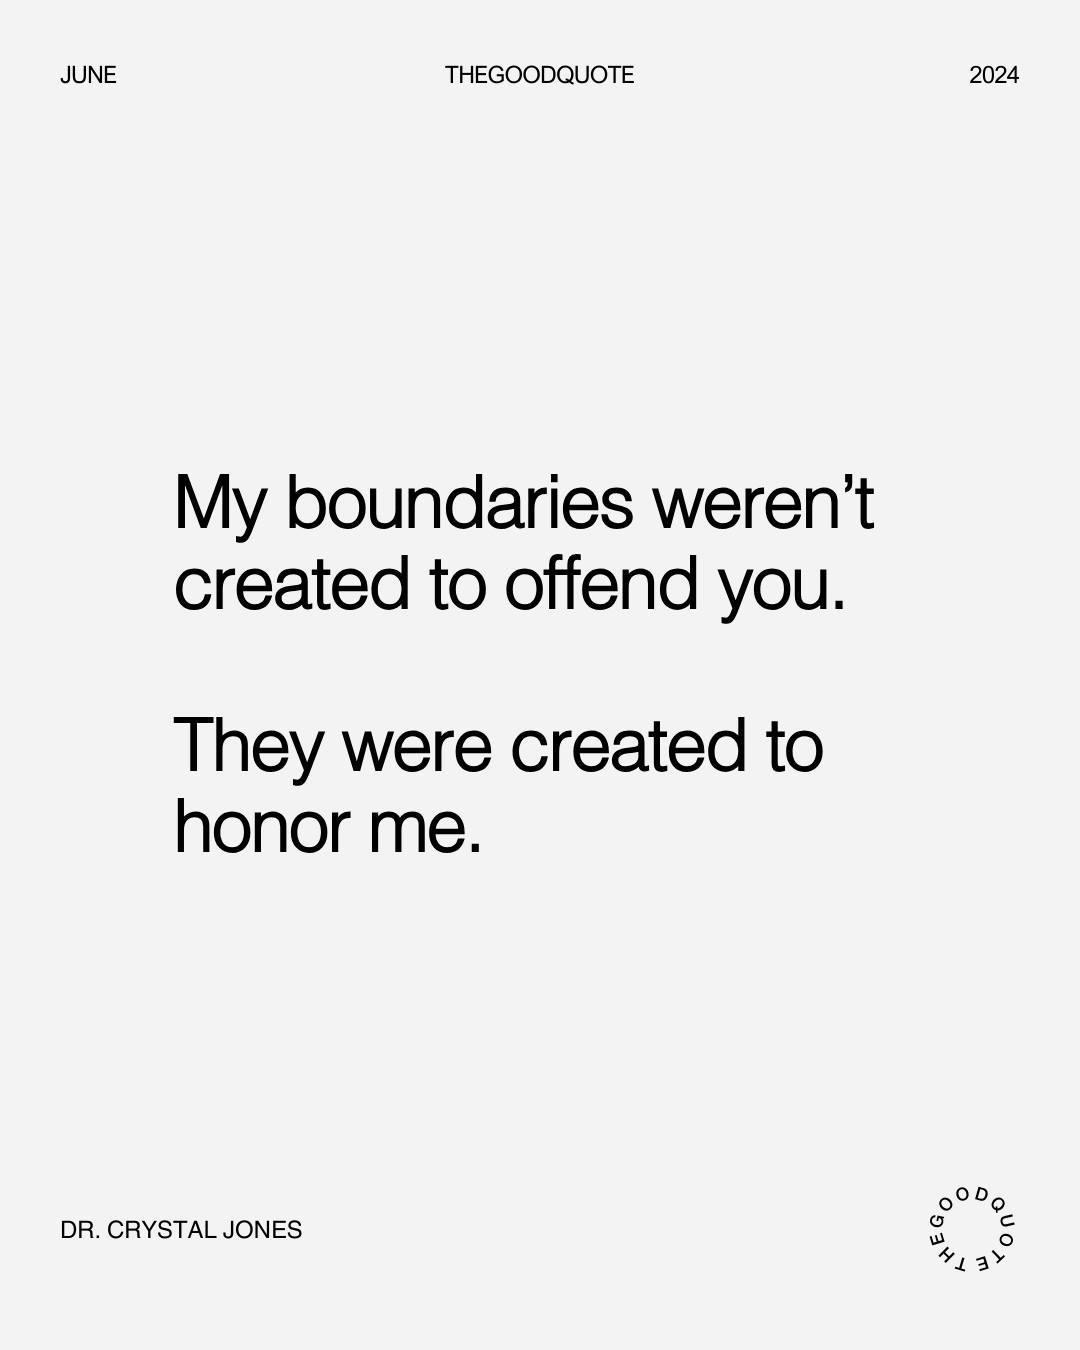 JUNE THEGOODQUOTE 2024
My boundaries weren’t
created to offend you.
They were created to
honor me.
DR. CRYSTAL JONES
THEGOODQUOTE